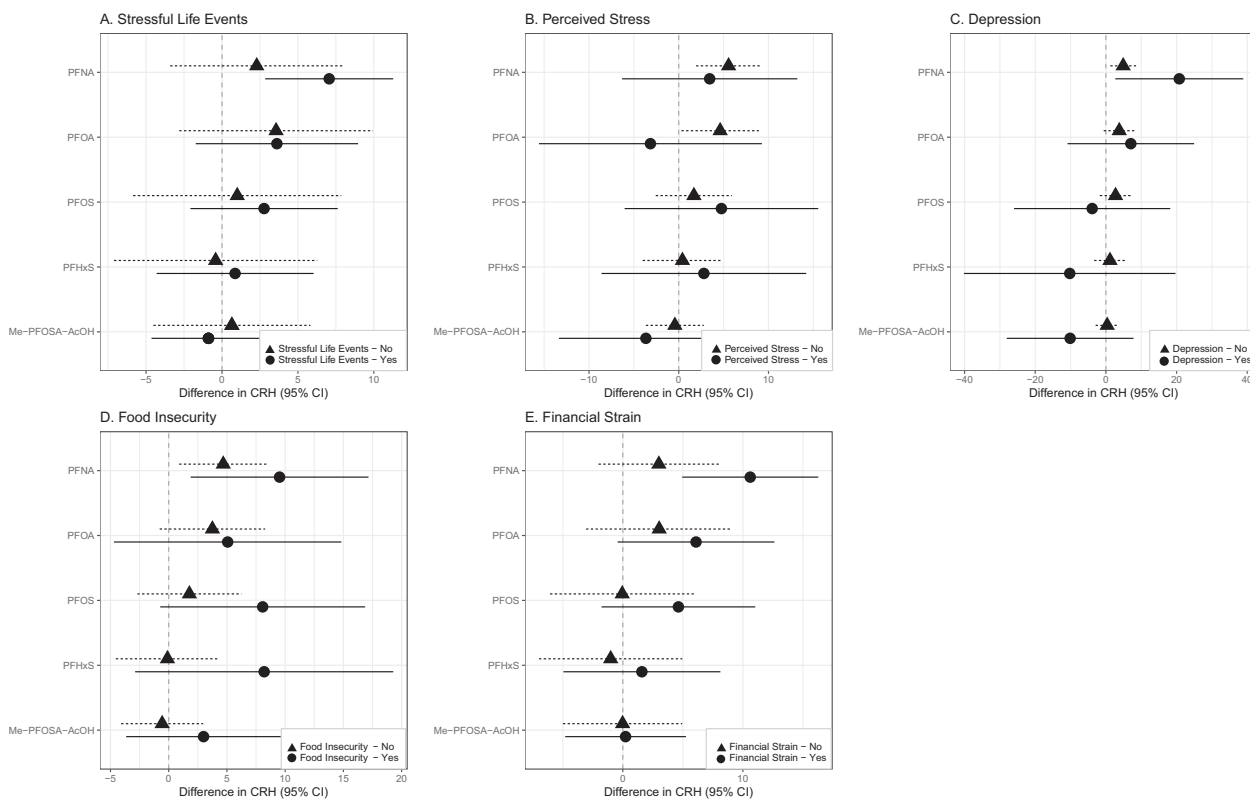 A. Stressful Life Events
PFNA
PFOA
PFOS
PFHxS
Me−PFOSA−AcOH
Stressful Life Events − No
Stressful Life Events − Yes
−5 0 5 10
Difference in CRH (95% CI)
B. Perceived Stress
PFNA
PFOA
PFOS
PFHxS
Me−PFOSA−AcOH
Perceived Stress − No
Perceived Stress − Yes
−10 0 10
Difference in CRH (95% CI)
C. Depression
PFNA
PFOA
PFOS
PFHxS
Me−PFOSA−AcOH
Depression − No
Depression − Yes
−40 −20 0 20 40
Difference in CRH (95% CI)
D. Food Insecurity
PFNA
PFOA
PFOS
PFHxS
Me−PFOSA−AcOH
Food Insecurity − No
Food Insecurity − Yes
−5 0 5 10 15 20
Difference in CRH (95% CI)
E. Financial Strain
PFNA
PFOA
PFOS
PFHxS
Me−PFOSA−AcOH
Financial Strain − No
Financial Strain − Yes
0 10
Difference in CRH (95% CI)